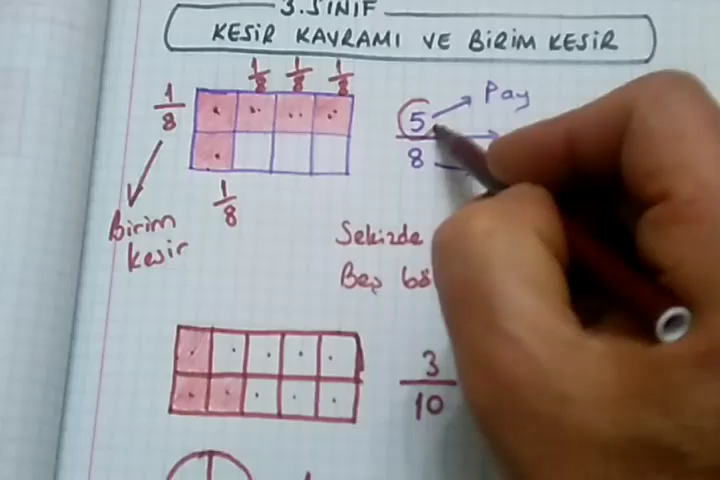 3. SINIF
KESİR KAVRAMI VE BİRİM KESİR
1/8 1/8 1/8
1/8
5/8
Pay
1/8
Birim
kesir
Sekizde
Beş
3/10